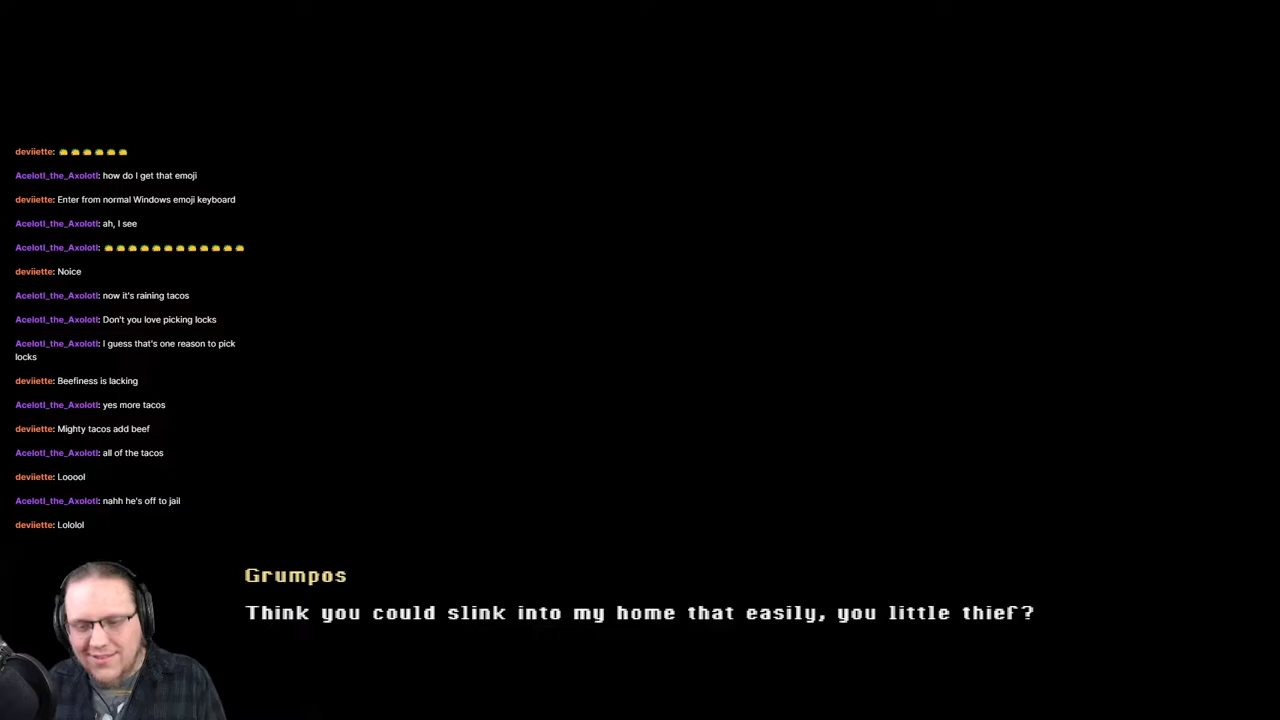 deviiette: 🌮🌮🌮🌮🌮🌮
Acelotl_the_Axolotl: how do I get that emoji
deviiette: Enter from normal Windows emoji keyboard
Acelotl_the_Axolotl: ah, I see
Acelotl_the_Axolotl: 🌮🌮🌮🌮🌮🌮🌮🌮🌮🌮🌮🌮
deviiette: Noice
Acelotl_the_Axolotl: now it's raining tacos
Acelotl_the_Axolotl: Don't you love picking locks
Acelotl_the_Axolotl: I guess that's one reason to pick
locks
deviiette: Beefiness is lacking
Acelotl_the_Axolotl: yes more tacos
deviiette: Mighty tacos add beef
Acelotl_the_Axolotl: all of the tacos
deviiette: Looool
Acelotl_the_Axolotl: nahh he's off to jail
deviiette: Lololol
Grumpos
Think you could slink into my home that easily, you little thief?